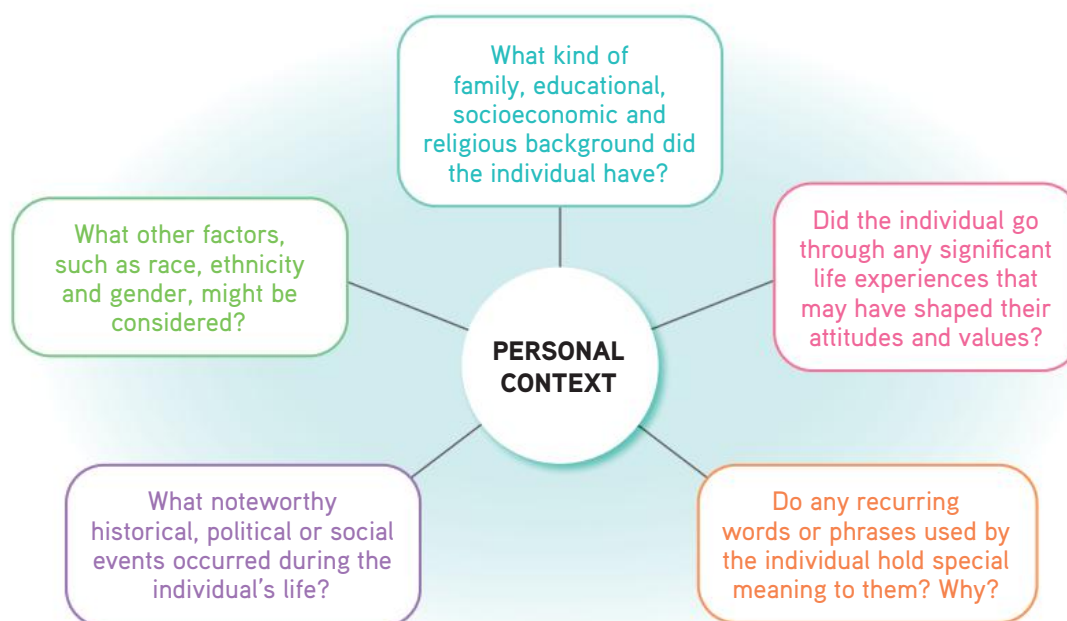 What kind of
family, educational,
socioeconomic and
religious background did
the individual have?
What other factors,
such as race, ethnicity
and gender, might be
considered?
Did the individual go
through any significant
life experiences that
may have shaped their
attitudes and values?
PERSONAL
CONTEXT
What noteworthy
historical, political or social
events occurred during the
individual's life?
Do any recurring
words or phrases used by
the individual hold special
meaning to them? Why?